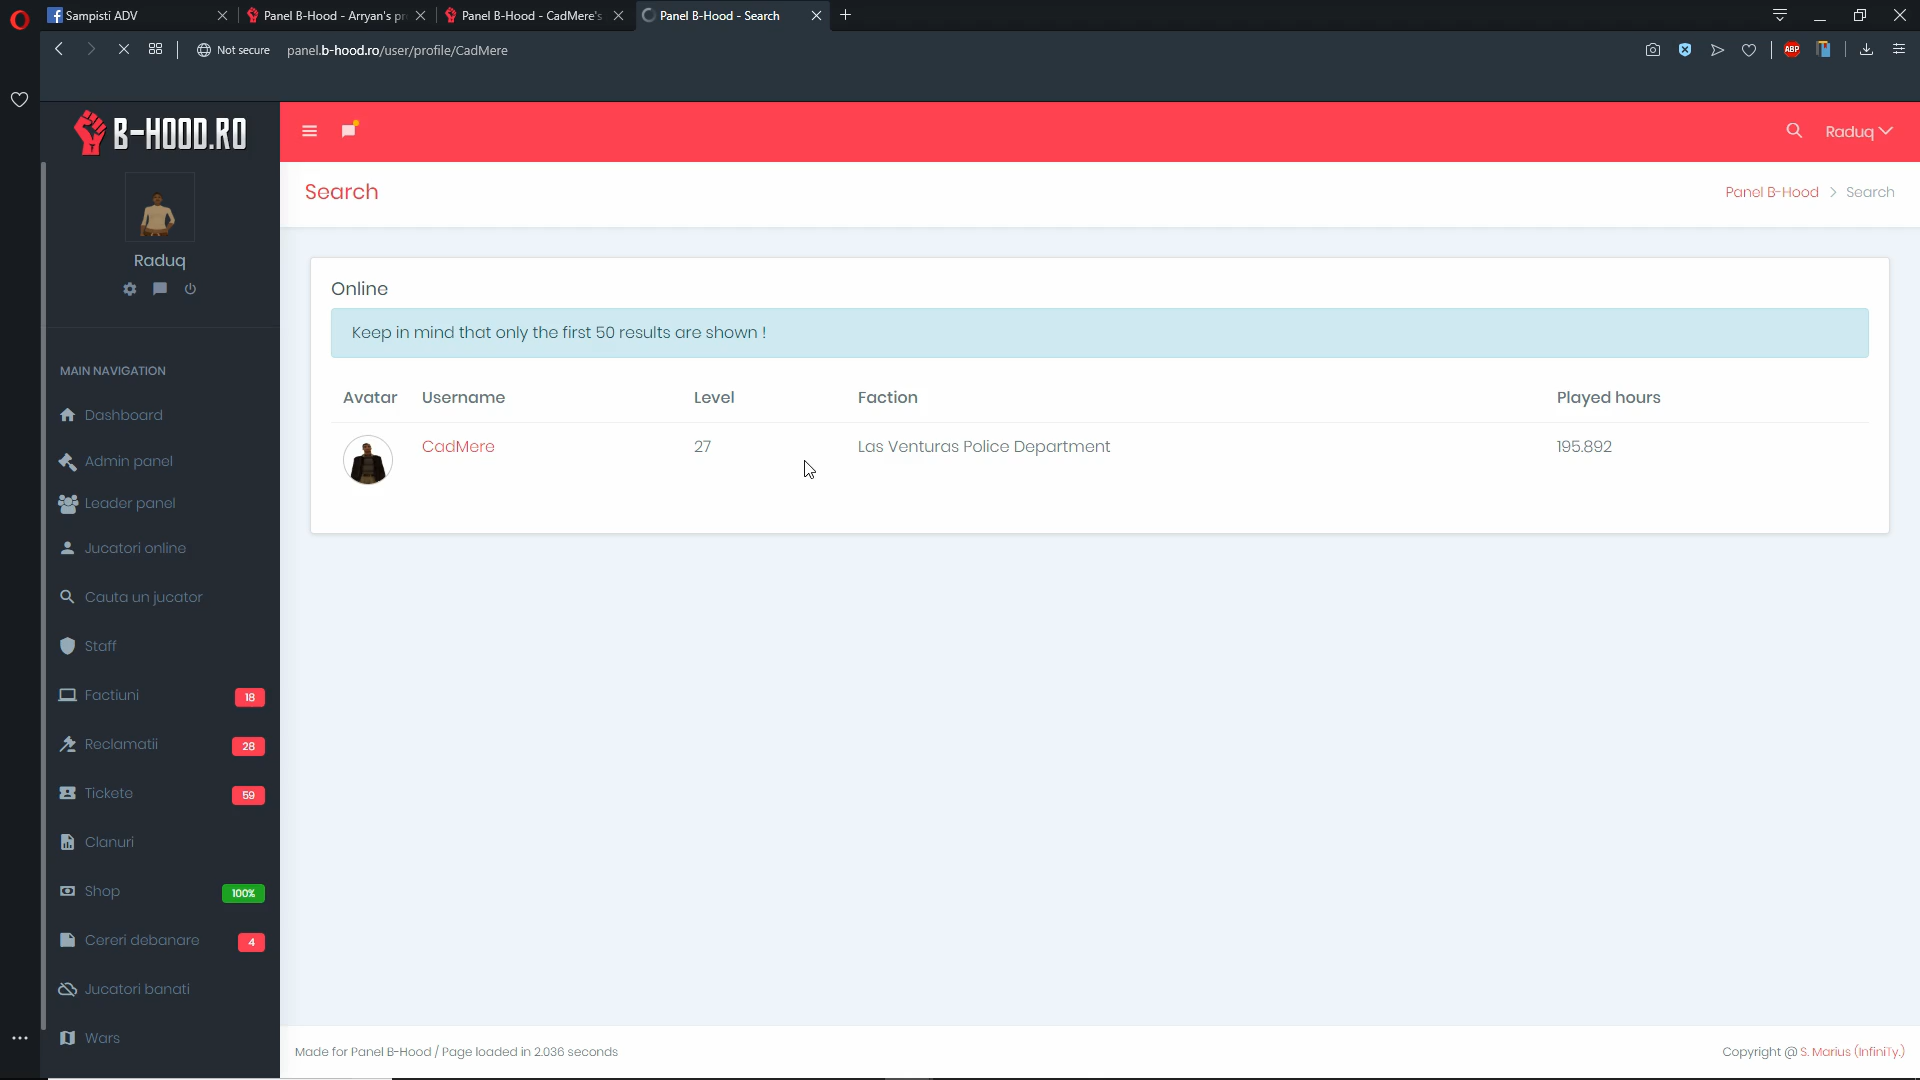 Sampisti ADV
Panel B-Hood - Arryan's pr
Panel B-Hood - CadMere's
Panel B-Hood - Search
Not secure
panel.b-hood.ro/user/profile/CadMere
ABP
B-HOOD.RO
Raduq
Search
Panel B-Hood > Search
Raduq
Online
Keep in mind that only the first 50 results are shown !
MAIN NAVIGATION
Avatar Username Level Faction Played hours
CadMere 27 Las Venturas Police Department 195.892
Dashboard
Admin panel
Leader panel
Jucatori online
Cauta un jucator
Staff
Factiuni 18
Reclamatii 28
Tickete 59
Clanuri
Shop 100%
Cereri debanare 4
Jucatori banati
Wars
Made for Panel B-Hood / Page loaded in 2.036 seconds
Copyright @ S. Marius (InfiniTy.)